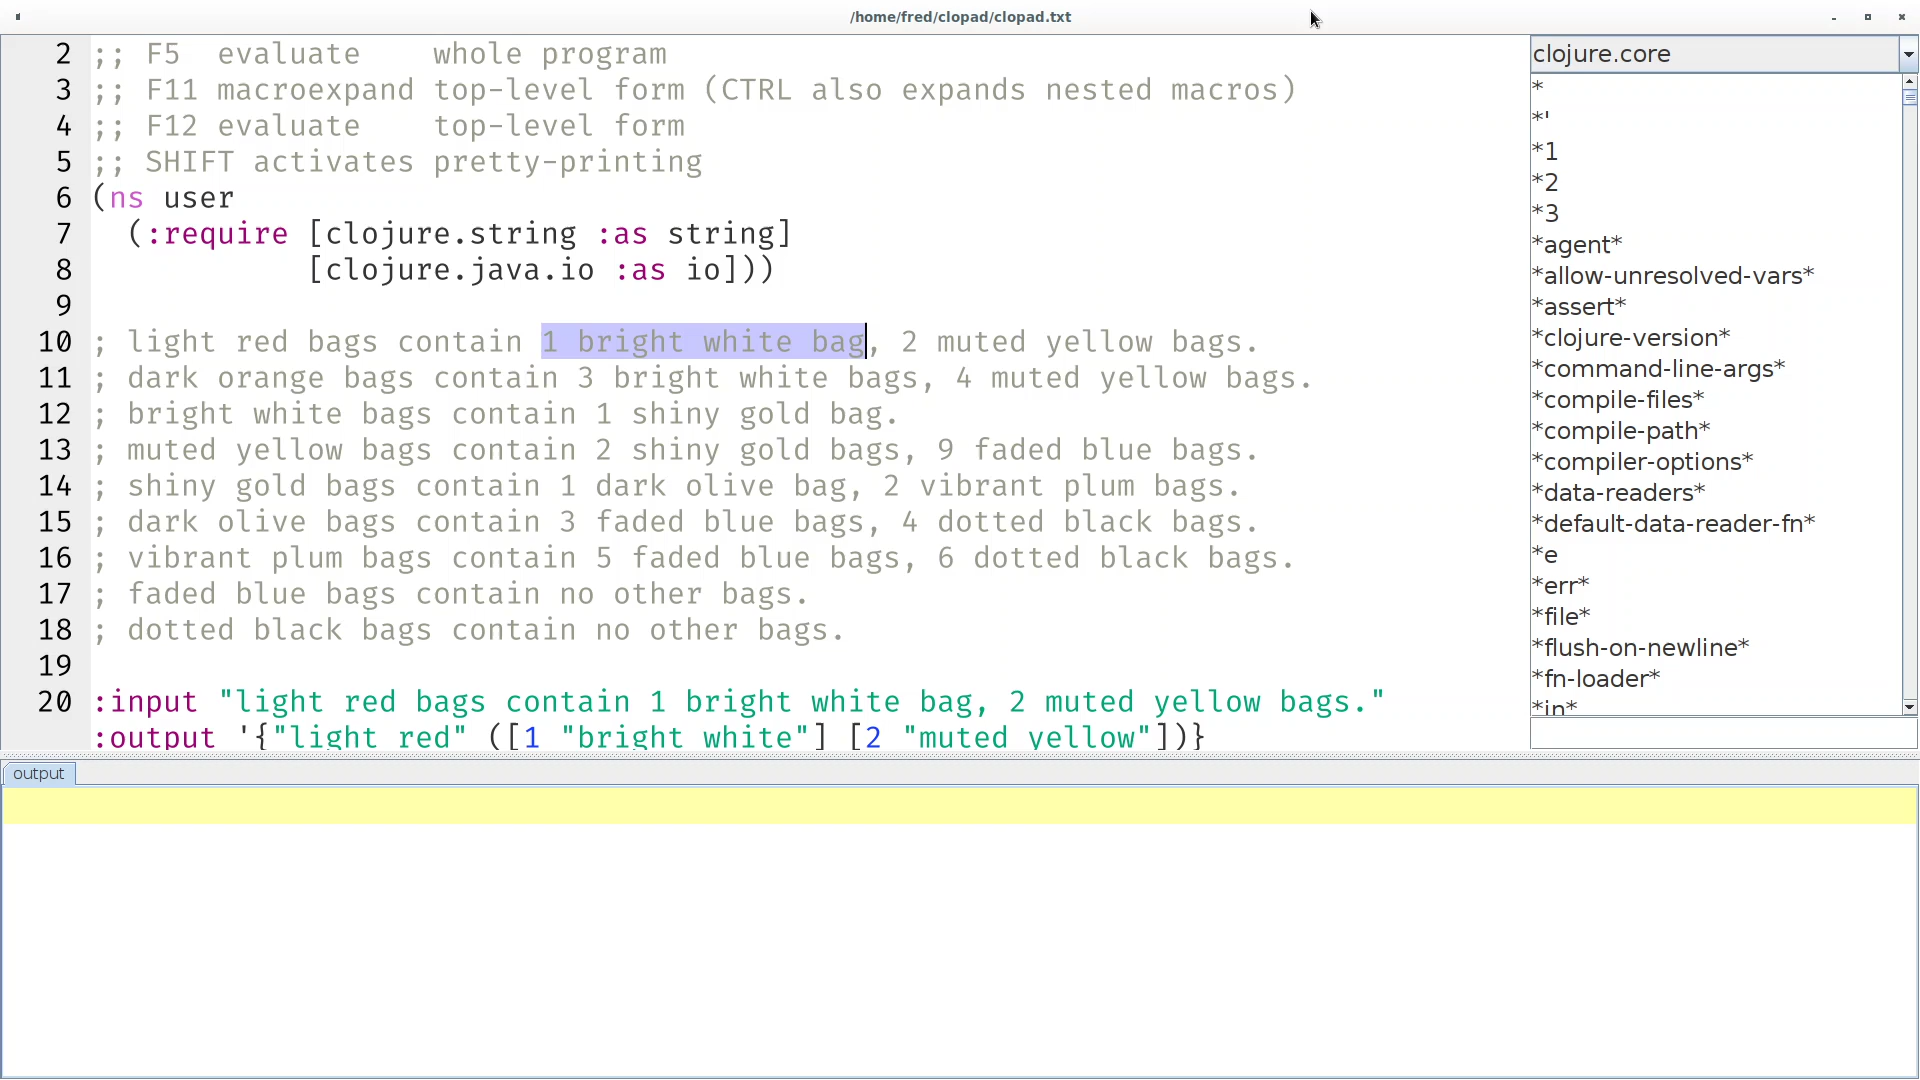 /home/fred/clopad/clopad.txt
2 ;; F5  evaluate    whole program
3 ;; F11 macroexpand top-level form (CTRL also expands nested macros)
4 ;; F12 evaluate    top-level form
5 ;; SHIFT activates pretty-printing
6 (ns user
7   (:require [clojure.string :as string]
8             [clojure.java.io :as io]))
9
10 ; light red bags contain 1 bright white bag, 2 muted yellow bags.
11 ; dark orange bags contain 3 bright white bags, 4 muted yellow bags.
12 ; bright white bags contain 1 shiny gold bag.
13 ; muted yellow bags contain 2 shiny gold bags, 9 faded blue bags.
14 ; shiny gold bags contain 1 dark olive bag, 2 vibrant plum bags.
15 ; dark olive bags contain 3 faded blue bags, 4 dotted black bags.
16 ; vibrant plum bags contain 5 faded blue bags, 6 dotted black bags.
17 ; faded blue bags contain no other bags.
18 ; dotted black bags contain no other bags.
19
20 :input "light red bags contain 1 bright white bag, 2 muted yellow bags."
:output '{"light red" ([1 "bright white"] [2 "muted yellow"])}
clojure.core
*
*'
*1
*2
*3
*agent*
*allow-unresolved-vars*
*assert*
*clojure-version*
*command-line-args*
*compile-files*
*compile-path*
*compiler-options*
*data-readers*
*default-data-reader-fn*
*e
*err*
*file*
*flush-on-newline*
*fn-loader*
*in*
output